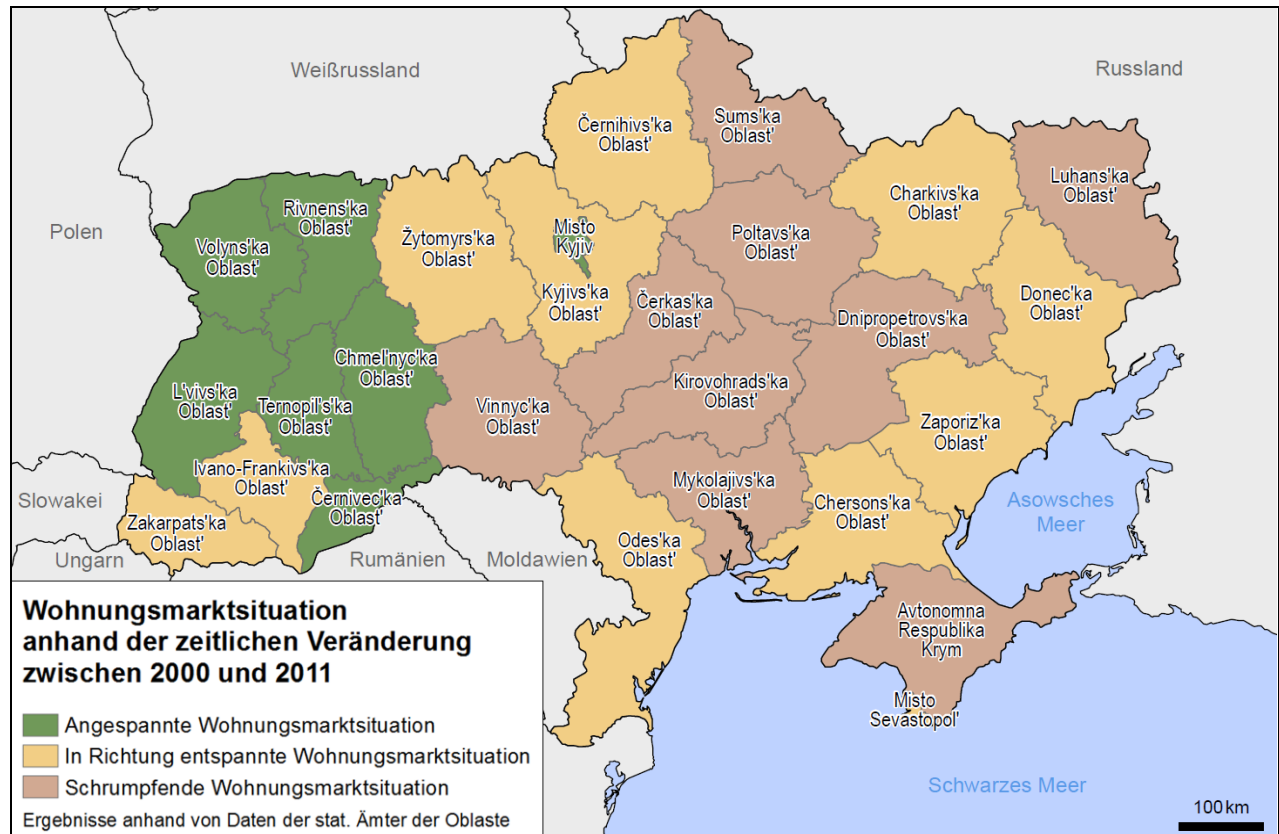 Weißrussland
Russland
Černihivs'ka
Oblast'
Sums'ka
Oblast'
Luhans'ka
Oblast'
Charkivs'ka
Oblast'
Rivnens'ka
Oblast'
Polen
Volyns'ka
Oblast'
Žytomyrs'ka
Oblast'
Misto
Kyjiv
Poltavs'ka
Oblast'
Kyjivs'ka
Oblast'
Čerkas'ka
Oblast'
Donec'ka
Oblast'
Dnipropetrovs'ka
Oblast'
Chmel'nyc'ka
Oblast'
L'vivs'ka
Oblast'
Ternopil's'ka
Oblast'
Vinnyc'ka
Oblast'
Kirovohrads'ka
Oblast'
Zaporiz'ka
Oblast'
Ivano-Frankivs'ka
Oblast'
Mykolajivs'ka
Oblast'
Černivec'ka
Oblast'
Chersons'ka
Oblast'
Slowakei
Zakarpats'ka
Oblast'
Asowsches
Meer
Odes'ka
Oblast'
Ungarn
Rumänien
Moldawien
Avtonomna
Respublika
Krym
Misto
Sevastopol'
Schwarzes Meer
Wohnungsmarktsituation
anhand der zeitlichen Veränderung
zwischen 2000 und 2011
Angespannte Wohnungsmarktsituation
In Richtung entspannte Wohnungsmarktsituation
Schrumpfende Wohnungsmarktsituation
Ergebnisse anhand von Daten der stat. Ämter der Oblaste
100 km